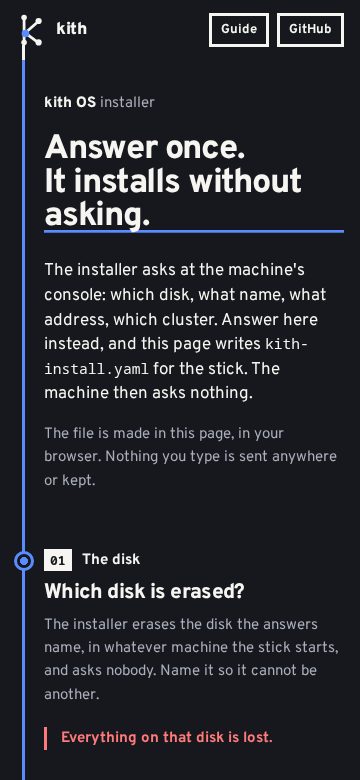 kith
Guide
GitHub
kith OS installer
Answer once.
It installs without
asking.
The installer asks at the machine's
console: which disk, what name, what
address, which cluster. Answer here
instead, and this page writes kith-
install.yaml for the stick. The
machine then asks nothing.
The file is made in this page, in your
browser. Nothing you type is sent anywhere
or kept.
01 The disk
Which disk is erased?
The installer erases the disk the answers
name, in whatever machine the stick starts,
and asks nobody. Name it so it cannot be
another.
Everything on that disk is lost.